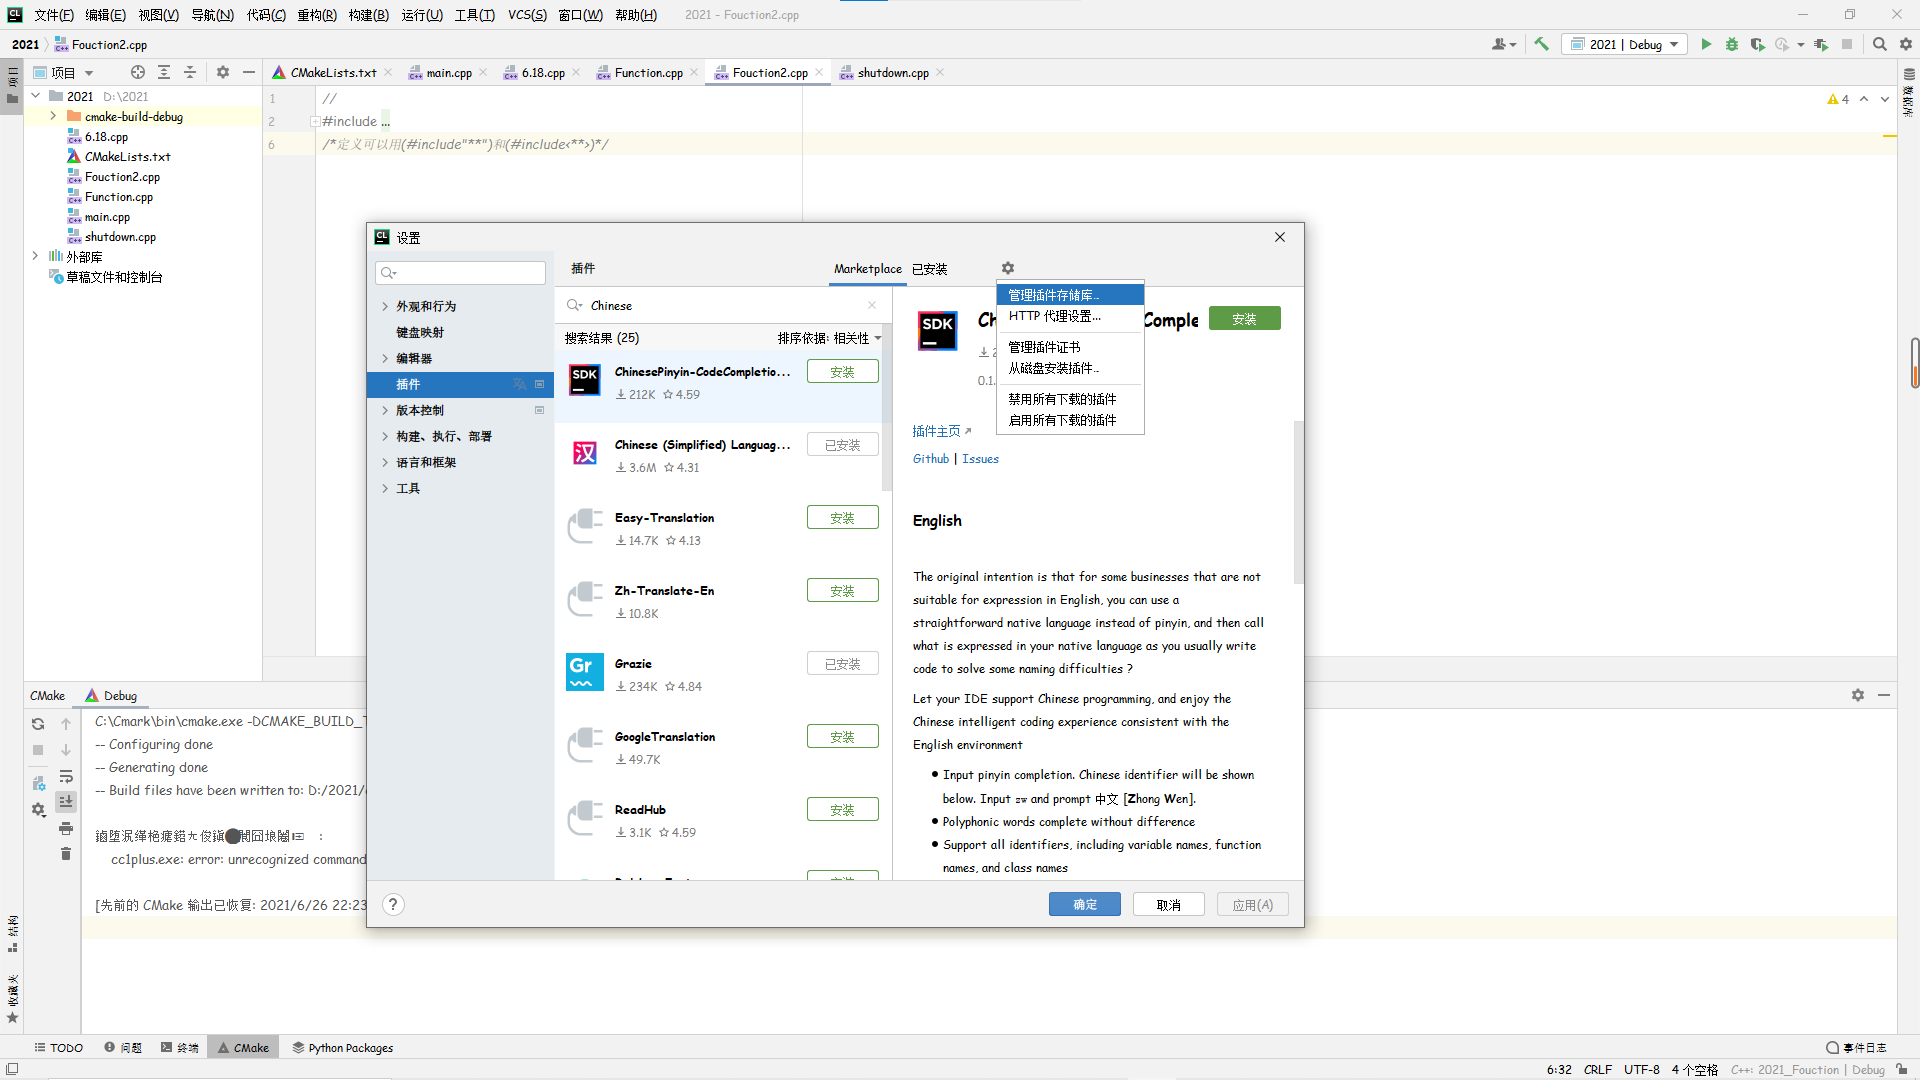 文件(F) 编辑(E) 视图(V) 导航(N) 代码(C) 重构(R) 构建(B) 运行(U) 工具(T) VCS(S) 窗口(W) 帮助(H) 2021 - Fouction2.cpp
2021 Fouction2.cpp
2021 | Debug
项目
项目
CMakeLists.txt main.cpp 6.18.cpp Function.cpp Fouction2.cpp shutdown.cpp
数据库
2021 D:\2021
cmake-build-debug
6.18.cpp
CMakeLists.txt
Fouction2.cpp
Function.cpp
main.cpp
shutdown.cpp
外部库
草稿文件和控制台
1 //
2 #include ...
6 /*定义可以用(#include"**")和(#include<**>)*/
4
设置
外观和行为
键盘映射
编辑器
插件
版本控制
构建、执行、部署
语言和框架
工具
插件
Marketplace 已安装
Chinese
搜索结果 (25) 排序依据: 相关性
SDK ChinesePinyin-CodeCompletio... 安装
212K 4.59
汉 Chinese (Simplified) Languag... 已安装
3.6M 4.31
Easy-Translation 安装
14.7K 4.13
Zh-Translate-En 安装
10.8K
Gr Grazie 已安装
234K 4.84
GoogleTranslation 安装
49.7K
ReadHub 安装
3.1K 4.59
管理插件存储库...
HTTP 代理设置...
管理插件证书
从磁盘安装插件...
禁用所有下载的插件
启用所有下载的插件
SDK Ch Comple 安装
2
0.1.
插件主页
Github | Issues
English
The original intention is that for some businesses that are not
suitable for expression in English, you can use a
straightforward native language instead of pinyin, and then call
what is expressed in your native language as you usually write
code to solve some naming difficulties ?
Let your IDE support Chinese programming, and enjoy the
Chinese intelligent coding experience consistent with the
English environment
Input pinyin completion. Chinese identifier will be shown
below. Input zw and prompt 中文 [Zhong Wen].
Polyphonic words complete without difference
Support all identifiers, including variable names, function
names, and class names
? 确定 取消 应用(A)
CMake Debug
C:\Cmark\bin\cmake.exe -DCMAKE_BUILD_T
-- Configuring done
-- Generating done
-- Build files have been written to: D:/2021/
cc1plus.exe: error: unrecognized command
[先前的 CMake 输出已恢复: 2021/6/26 22:23
结构
收藏夹
TODO 问题 终端 CMake Python Packages 事件日志
6:32 CRLF UTF-8 4 个空格 C++: 2021_Fouction | Debug